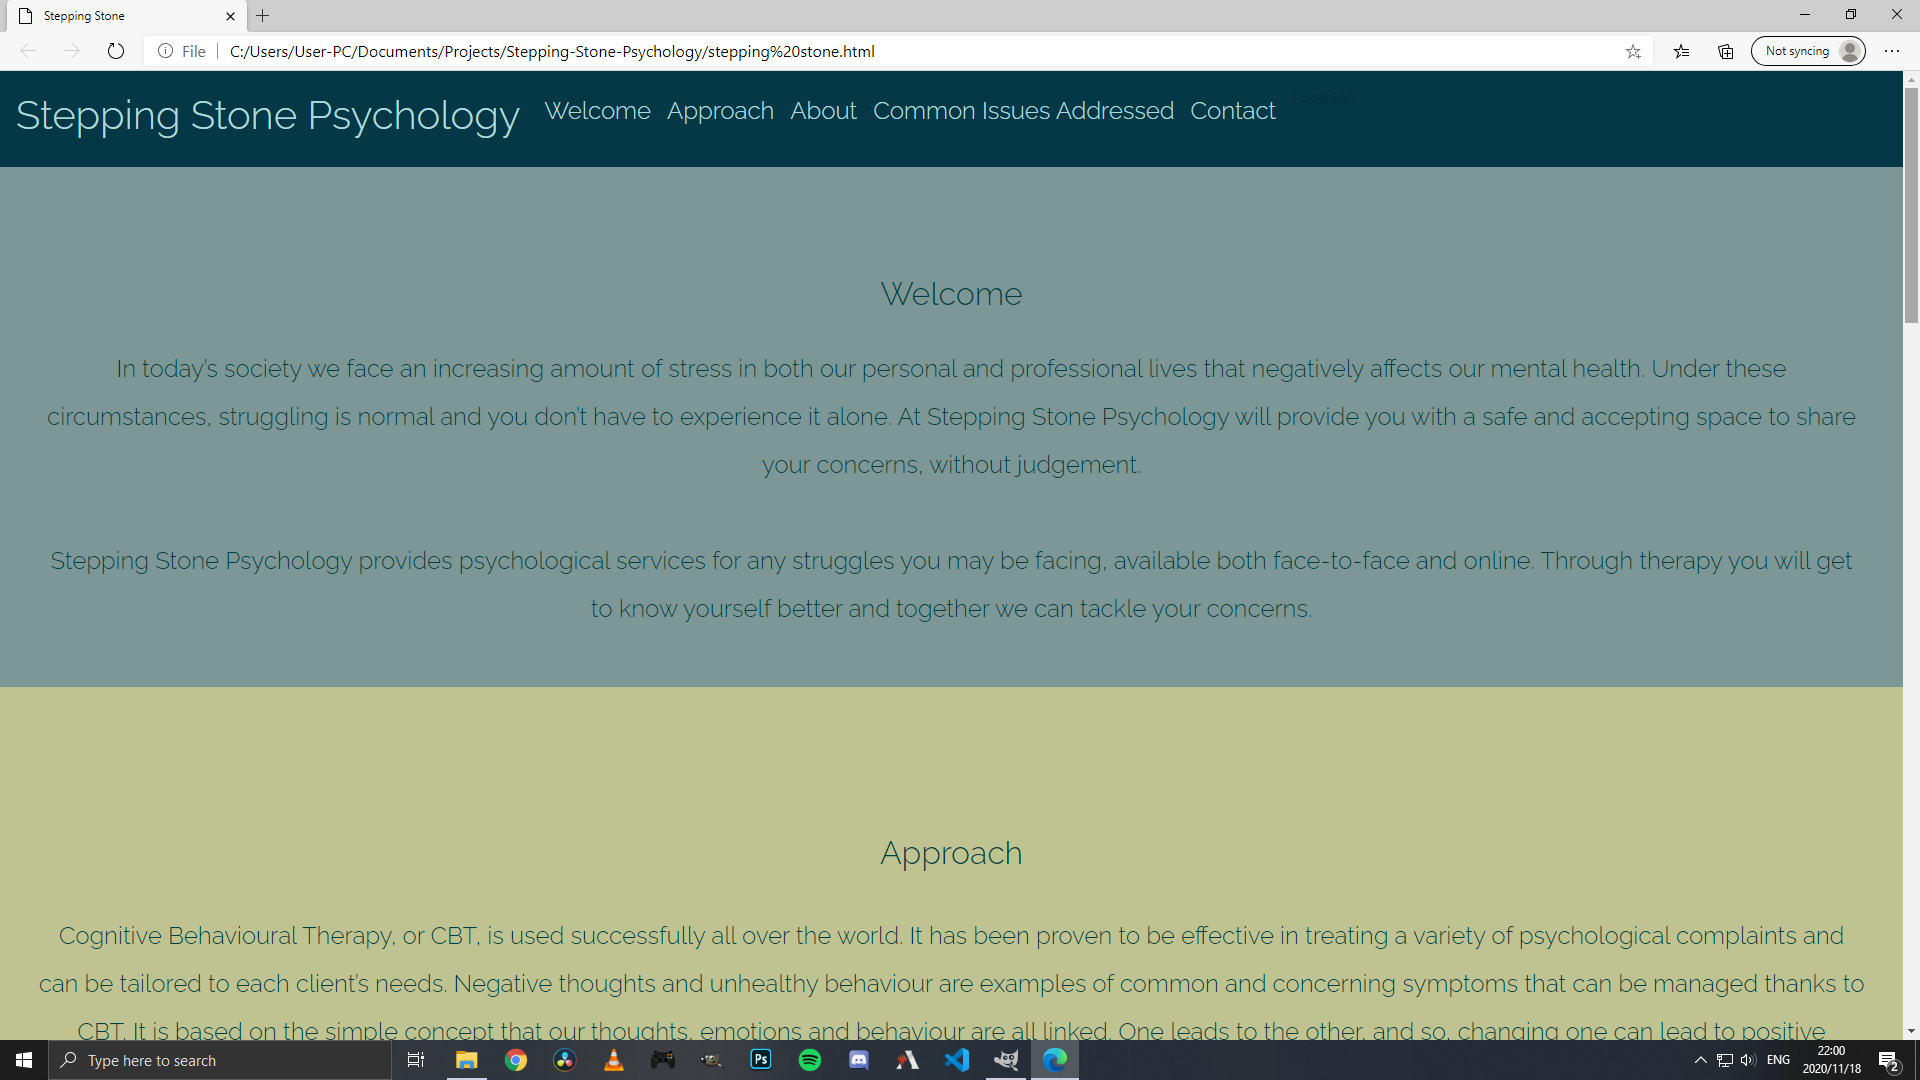 Stepping Stone
File
C:/Users/User-PC/Documents/Projects/Stepping-Stone-Psychology/stepping%20stone.html
Not syncing
Stepping Stone Psychology Welcome Approach About Common Issues Addressed Contact Disabled
Welcome
In today's society we face an increasing amount of stress in both our personal and professional lives that negatively affects our mental health. Under these
circumstances, struggling is normal and you don't have to experience it alone. At Stepping Stone Psychology will provide you with a safe and accepting space to share
your concerns, without judgement.
Stepping Stone Psychology provides psychological services for any struggles you may be facing, available both face-to-face and online. Through therapy you will get
to know yourself better and together we can tackle your concerns.
Approach
Cognitive Behavioural Therapy, or CBT, is used successfully all over the world. It has been proven to be effective in treating a variety of psychological complaints and
can be tailored to each client's needs. Negative thoughts and unhealthy behaviour are examples of common and concerning symptoms that can be managed thanks to
CBT. It is based on the simple concept that our thoughts, emotions and behaviour are all linked. One leads to the other, and so, changing one can lead to positive
Type here to search
Ps
ENG
22:00
2020/11/18
2